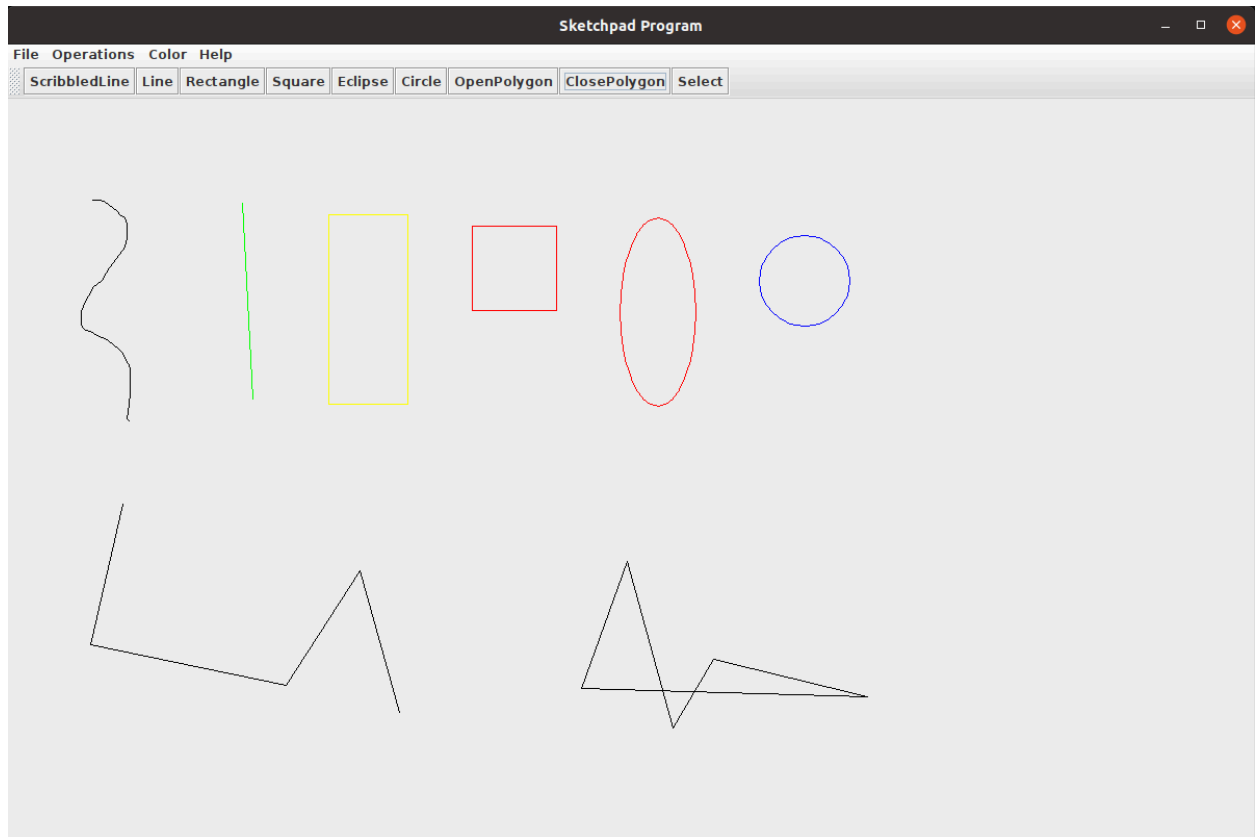 Sketchpad Program
File Operations Color Help
ScribbledLine Line Rectangle Square Eclipse Circle OpenPolygon ClosePolygon Select